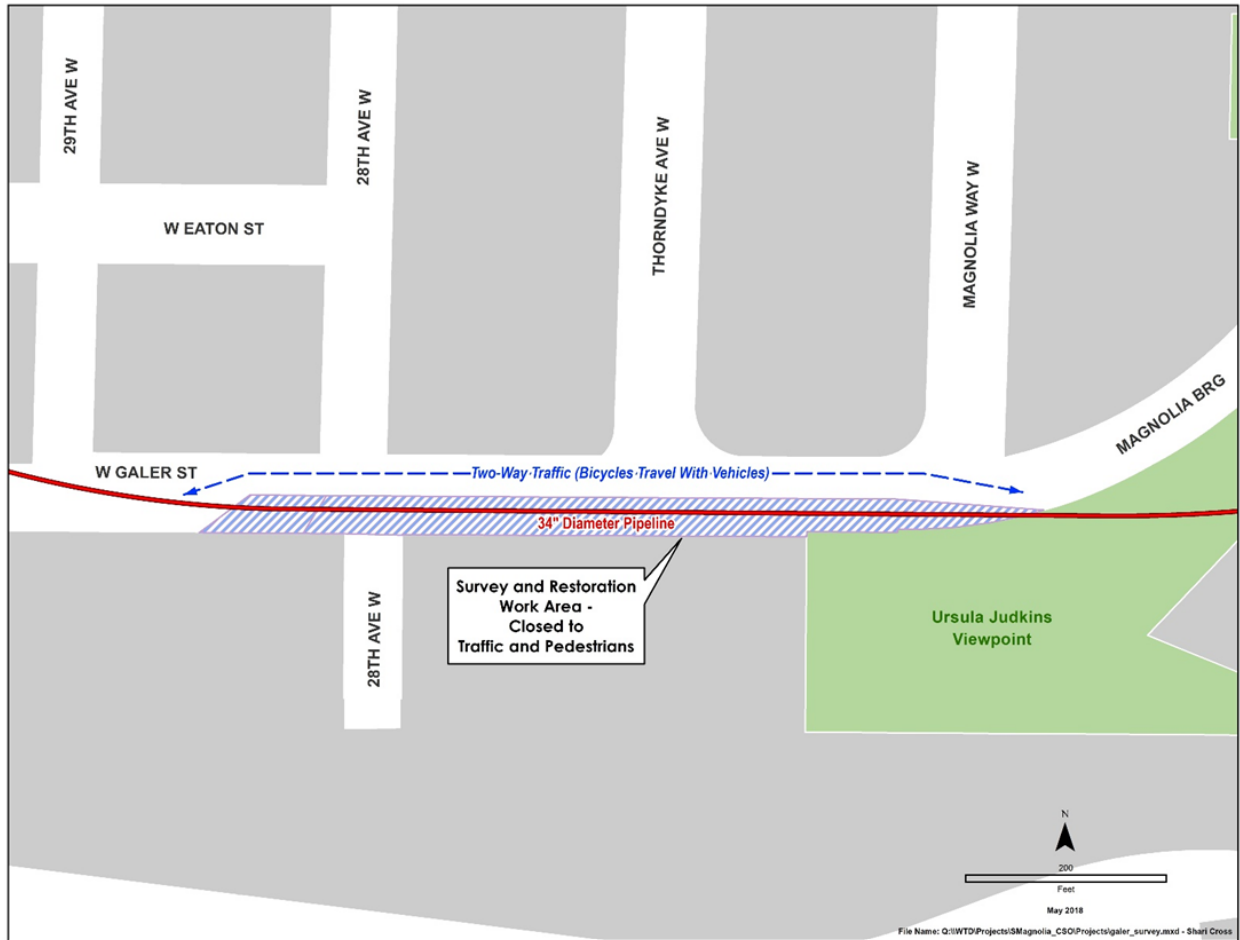 29TH AVE W
28TH AVE W
THORNDYKE AVE W
MAGNOLIA WAY W
W EATON ST
MAGNOLIA BRG
W GALER ST
Two-Way Traffic (Bicycles Travel With Vehicles)
34" Diameter Pipeline
Survey and Restoration
Work Area -
Closed to
Traffic and Pedestrians
28TH AVE W
Ursula Judkins
Viewpoint
N
200
Feet
May 2018
File Name: Q:\\WTD\Projects\SMagnolia_CSO\Projects\galer_survey.mxd - Shari Cross